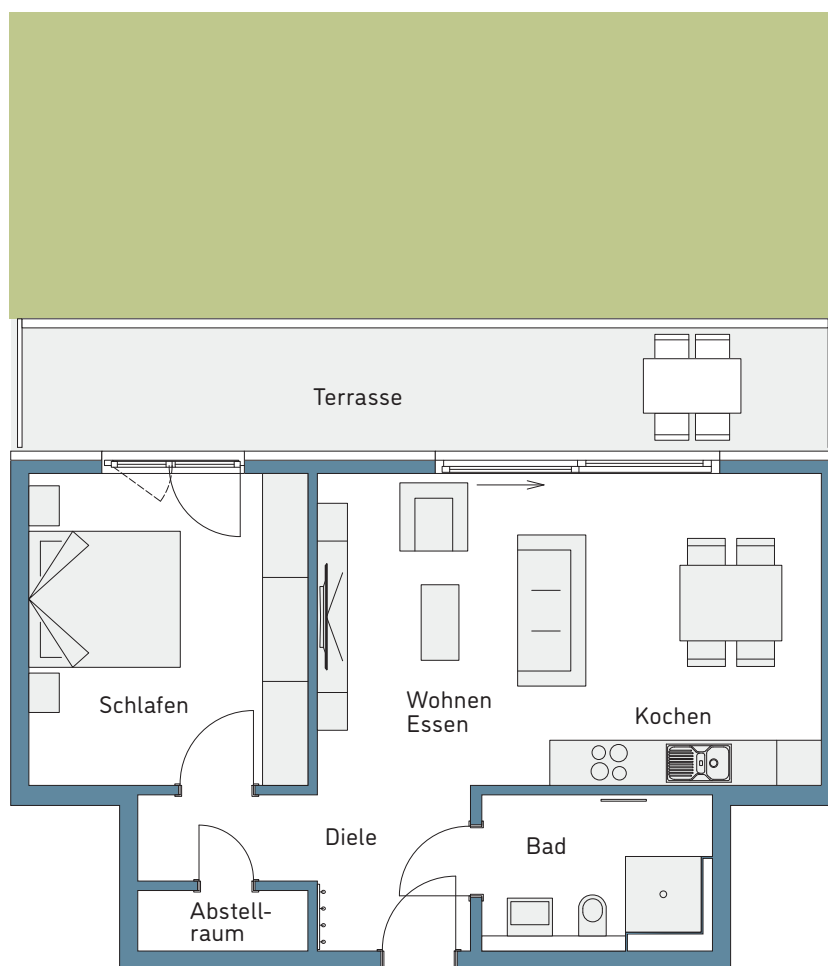 Terrasse
Schlafen
Wohnen
Essen
Kochen
Diele
Bad
Abstell-
raum